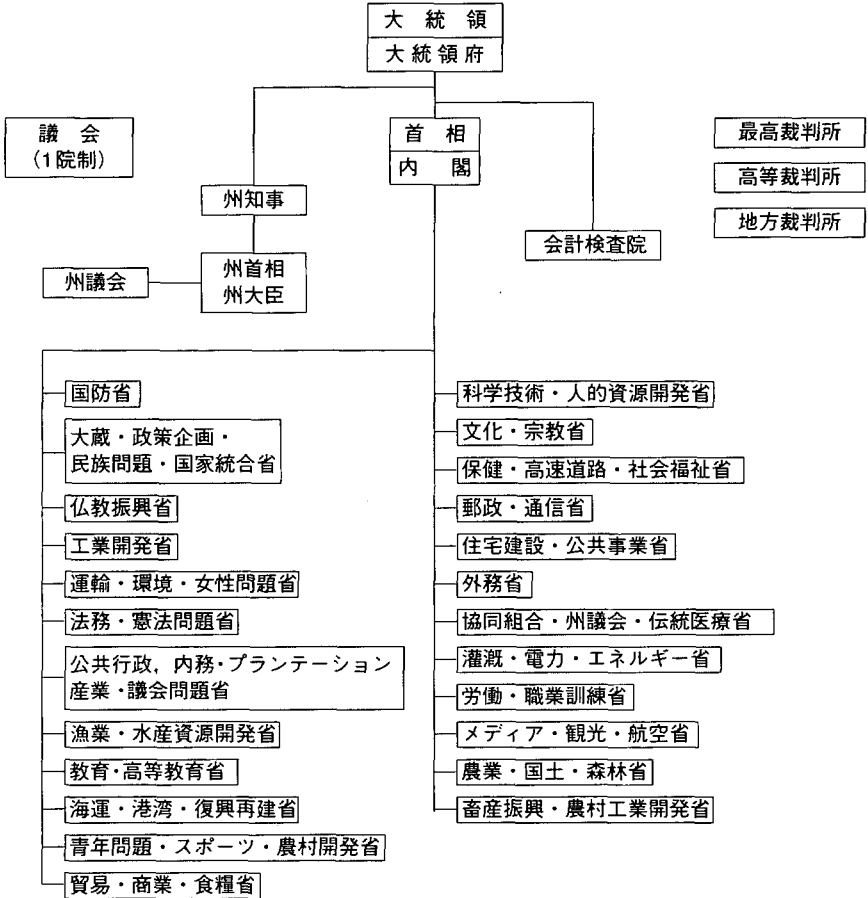 大統領
大統領府
議会
(1院制)
首相
内閣
最高裁判所
高等裁判所
地方裁判所
州知事
会計検査院
州議会
州首相
州大臣
国防省
大蔵・政策企画・
民族問題・国家統合省
仏教振興省
工業開発省
運輸・環境・女性問題省
法務・憲法問題省
公共行政,内務・プランテーション
産業・議会問題省
漁業・水産資源開発省
教育・高等教育省
海運・港湾・復興再建省
青年問題・スポーツ・農村開発省
貿易・商業・食糧省
科学技術・人的資源開発省
文化・宗教省
保健・高速道路・社会福祉省
郵政・通信省
住宅建設・公共事業省
外務省
協同組合・州議会・伝統医療省
灌漑・電力・エネルギー省
労働・職業訓練省
メディア・観光・航空省
農業・国土・森林省
畜産振興・農村工業開発省